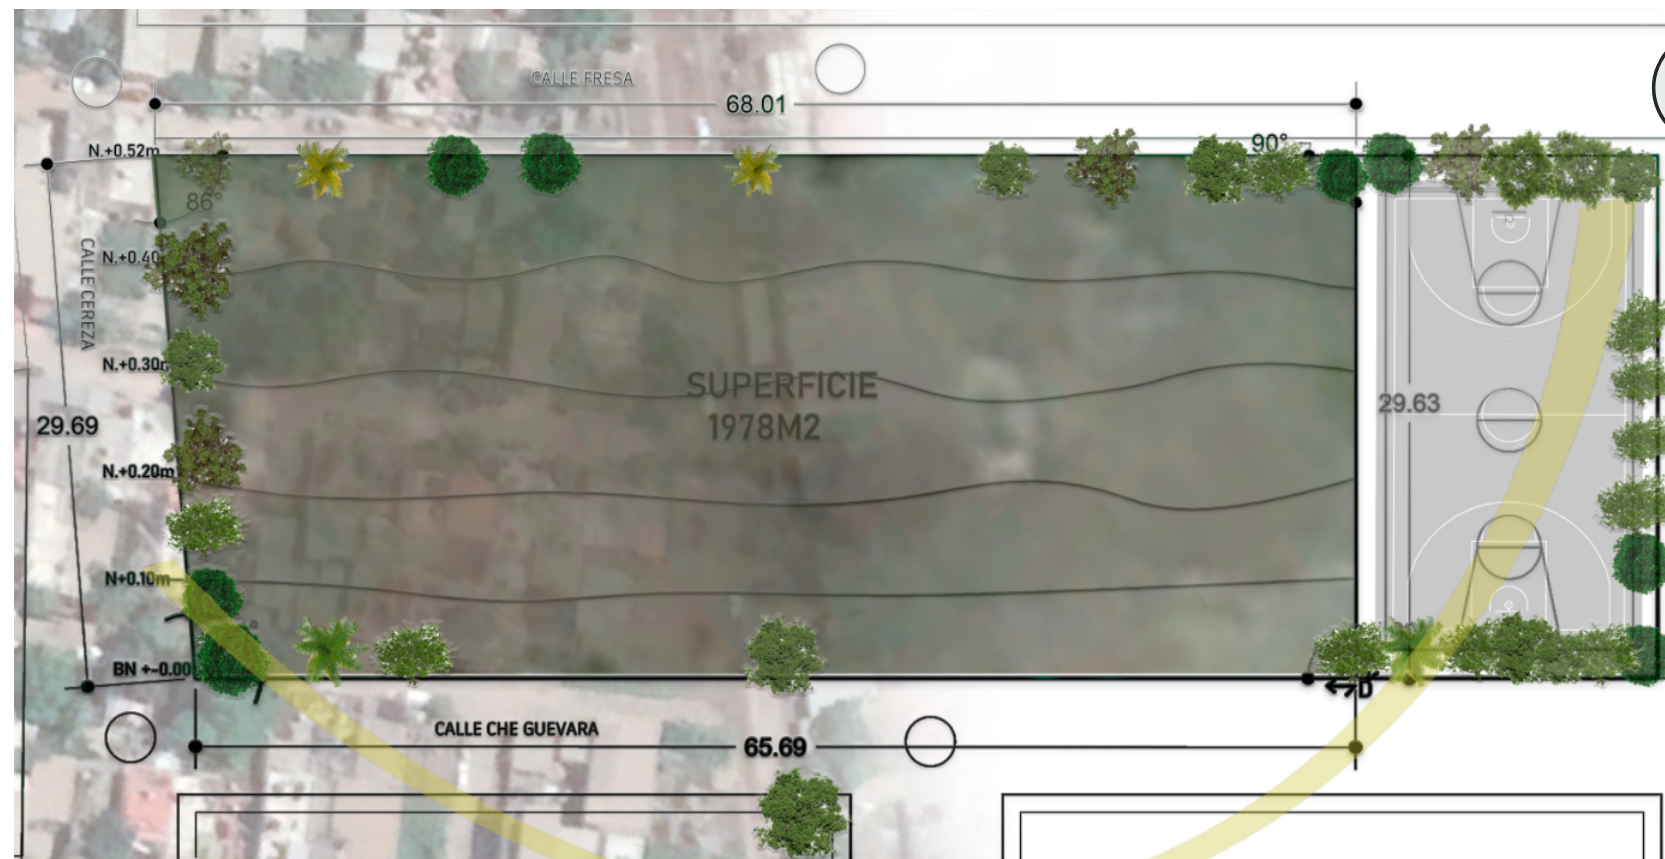 CALLE FRESA
68.01
90°
N.+0.52m
86°
CALLE CEREZA
N.+0.40
N.+0.30
29.69
SUPERFICIE
1978M2
29.63
N.+0.20m
N+0.10m
BN +-0.00
CALLE CHE GUEVARA
65.69